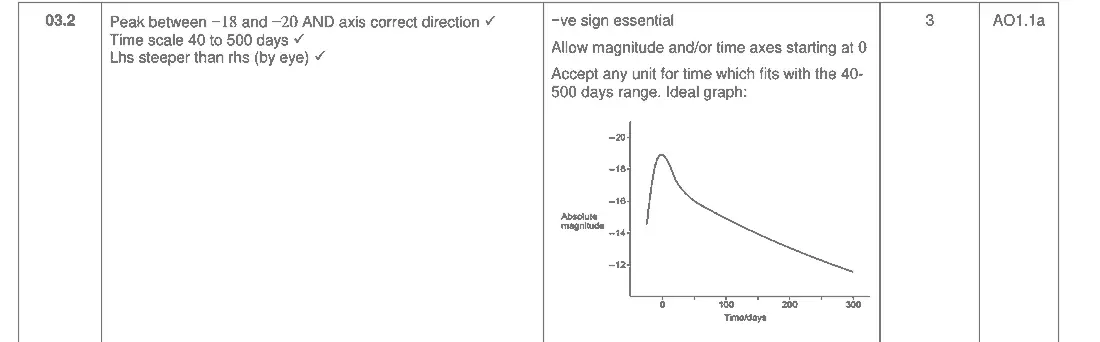 03.2
Peak between −18 and −20 AND axis correct direction ✓
Time scale 40 to 500 days ✓
Lhs steeper than rhs (by eye) ✓
−ve sign essential
Allow magnitude and/or time axes starting at 0
Accept any unit for time which fits with the 40-
500 days range. Ideal graph:
−20
−18
−16
Absolute
magnitude
−14
−12
0 100 200 300
Time/days
3
AO1.1a